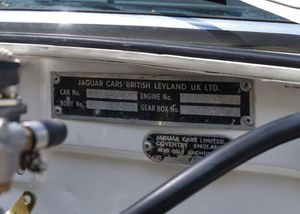 JAGUAR CARS BRITISH LEYLAND UK LTD.
CAR No. ENGINE No.
BODY No. GEAR BOX No.
JAGUAR CARS LIMITED
COVENTRY ENGLAND